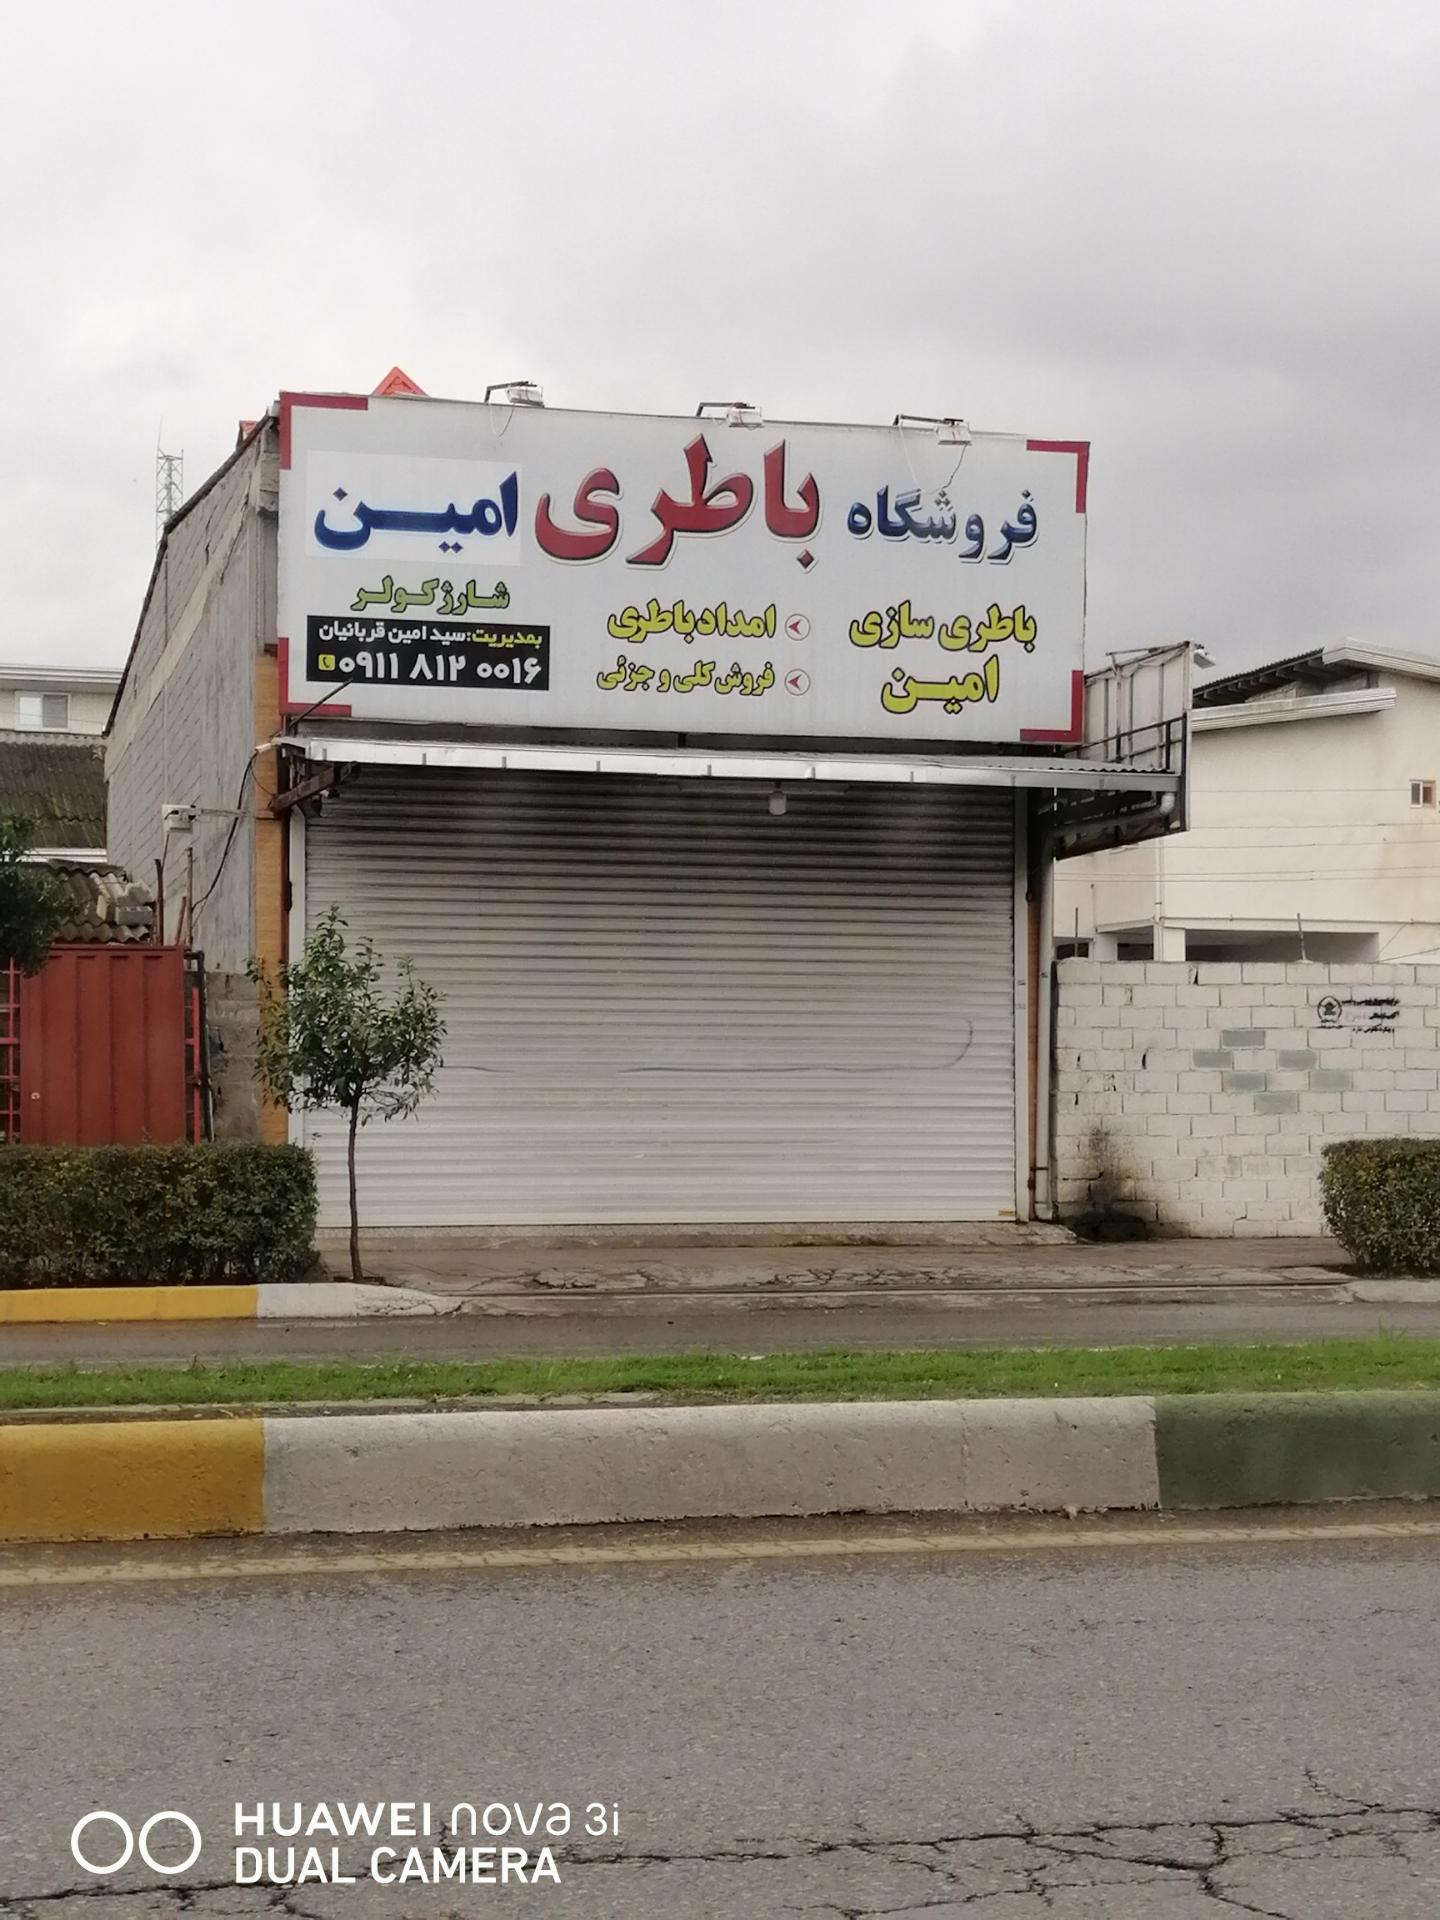 فروشگاه باطری امین
باطری سازی
امین
امداد باطری
فروش کلی و جزئی
شارژ کولر
بمدیریت: سید امین قربانیان
۰۹۱۱ ۸۱۲ ۰۰۱۶
HUAWEI nova 3i
DUAL CAMERA